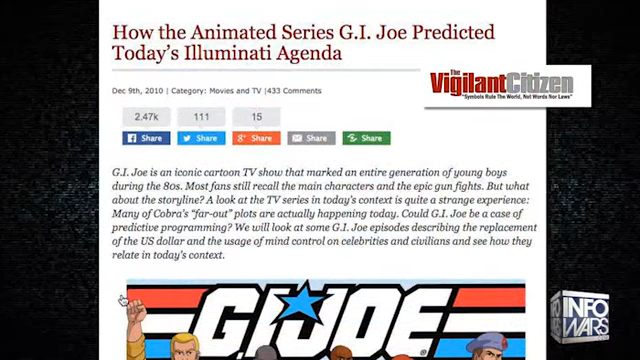 How the Animated Series G.I. Joe Predicted
Today's Illuminati Agenda
The
VigilantCitizen
"Symbols Rule The World, Not Words Nor Laws"
Dec 9th, 2010 | Category: Movies and TV |433 Comments
2.47k 111 15
Share Share Share Share Share
G.I. Joe is an iconic cartoon TV show that marked an entire generation of young boys
during the 80s. Most fans still recall the main characters and the epic gun fights. But what
about the storyline? A look at the TV series in today's context is quite a strange experience:
Many of Cobra's "far-out" plots are actually happening today. Could G.I. Joe be a case of
predictive programming? We will look at some G.I. Joe episodes describing the replacement
of the US dollar and the usage of mind control on celebrities and civilians and see how they
relate in today's context.
G.I.JOE
INFO
WARS